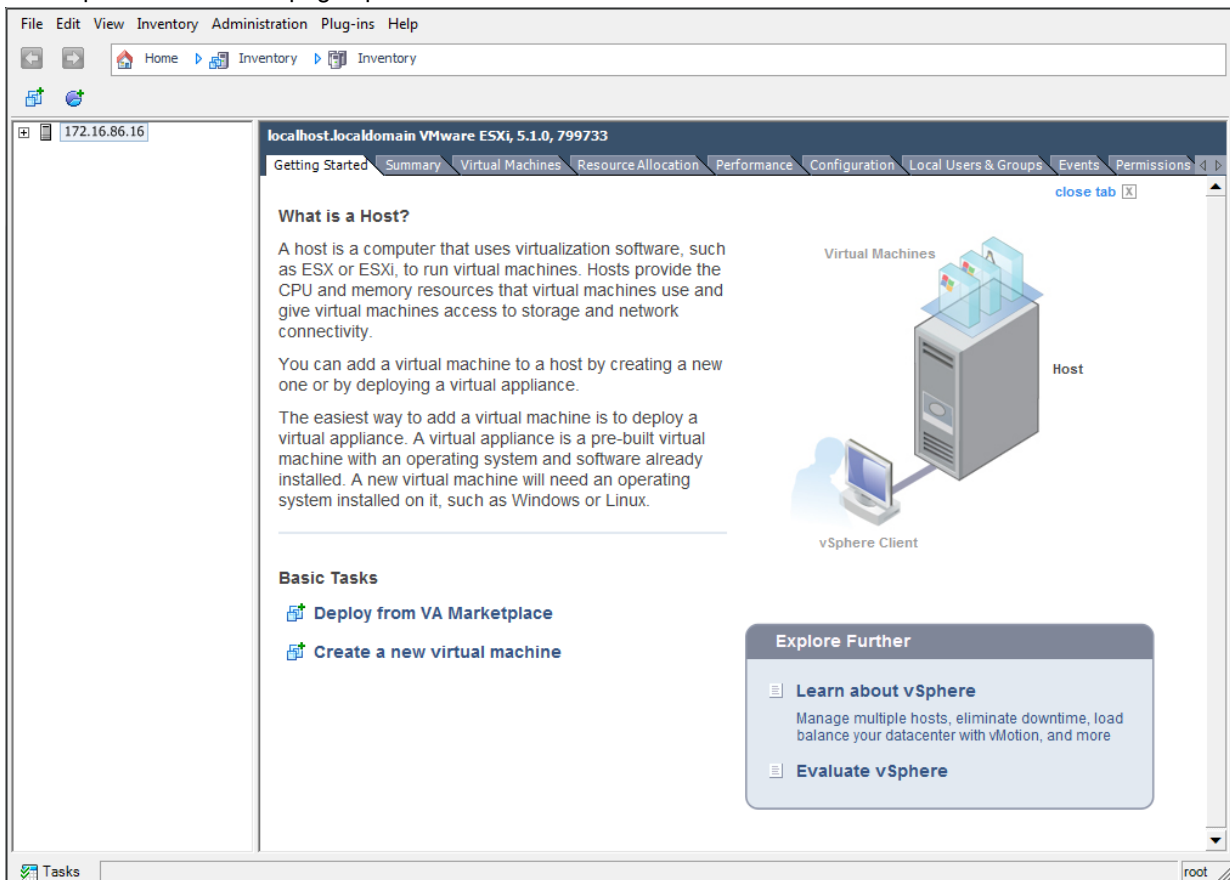 File Edit View Inventory Administration Plug-ins Help
Home Inventory Inventory
172.16.86.16
localhost.localdomain VMware ESXi, 5.1.0, 799733
Getting Started Summary Virtual Machines Resource Allocation Performance Configuration Local Users & Groups Events Permissions
close tab X
What is a Host?
A host is a computer that uses virtualization software, such
as ESX or ESXi, to run virtual machines. Hosts provide the
CPU and memory resources that virtual machines use and
give virtual machines access to storage and network
connectivity.
You can add a virtual machine to a host by creating a new
one or by deploying a virtual appliance.
The easiest way to add a virtual machine is to deploy a
virtual appliance. A virtual appliance is a pre-built virtual
machine with an operating system and software already
installed. A new virtual machine will need an operating
system installed on it, such as Windows or Linux.
Virtual Machines
Host
vSphere Client
Basic Tasks
Deploy from VA Marketplace
Create a new virtual machine
Explore Further
Learn about vSphere
Manage multiple hosts, eliminate downtime, load
balance your datacenter with vMotion, and more
Evaluate vSphere
Tasks
root